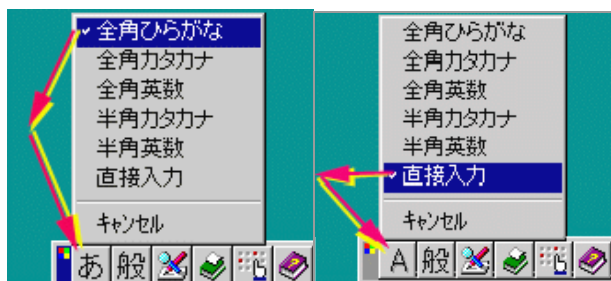 全角ひらがな
全角カタカナ
全角英数
半角カタカナ
半角英数
直接入力
キャンセル
あ 般
全角ひらがな
全角カタカナ
全角英数
半角カタカナ
半角英数
直接入力
キャンセル
A 般